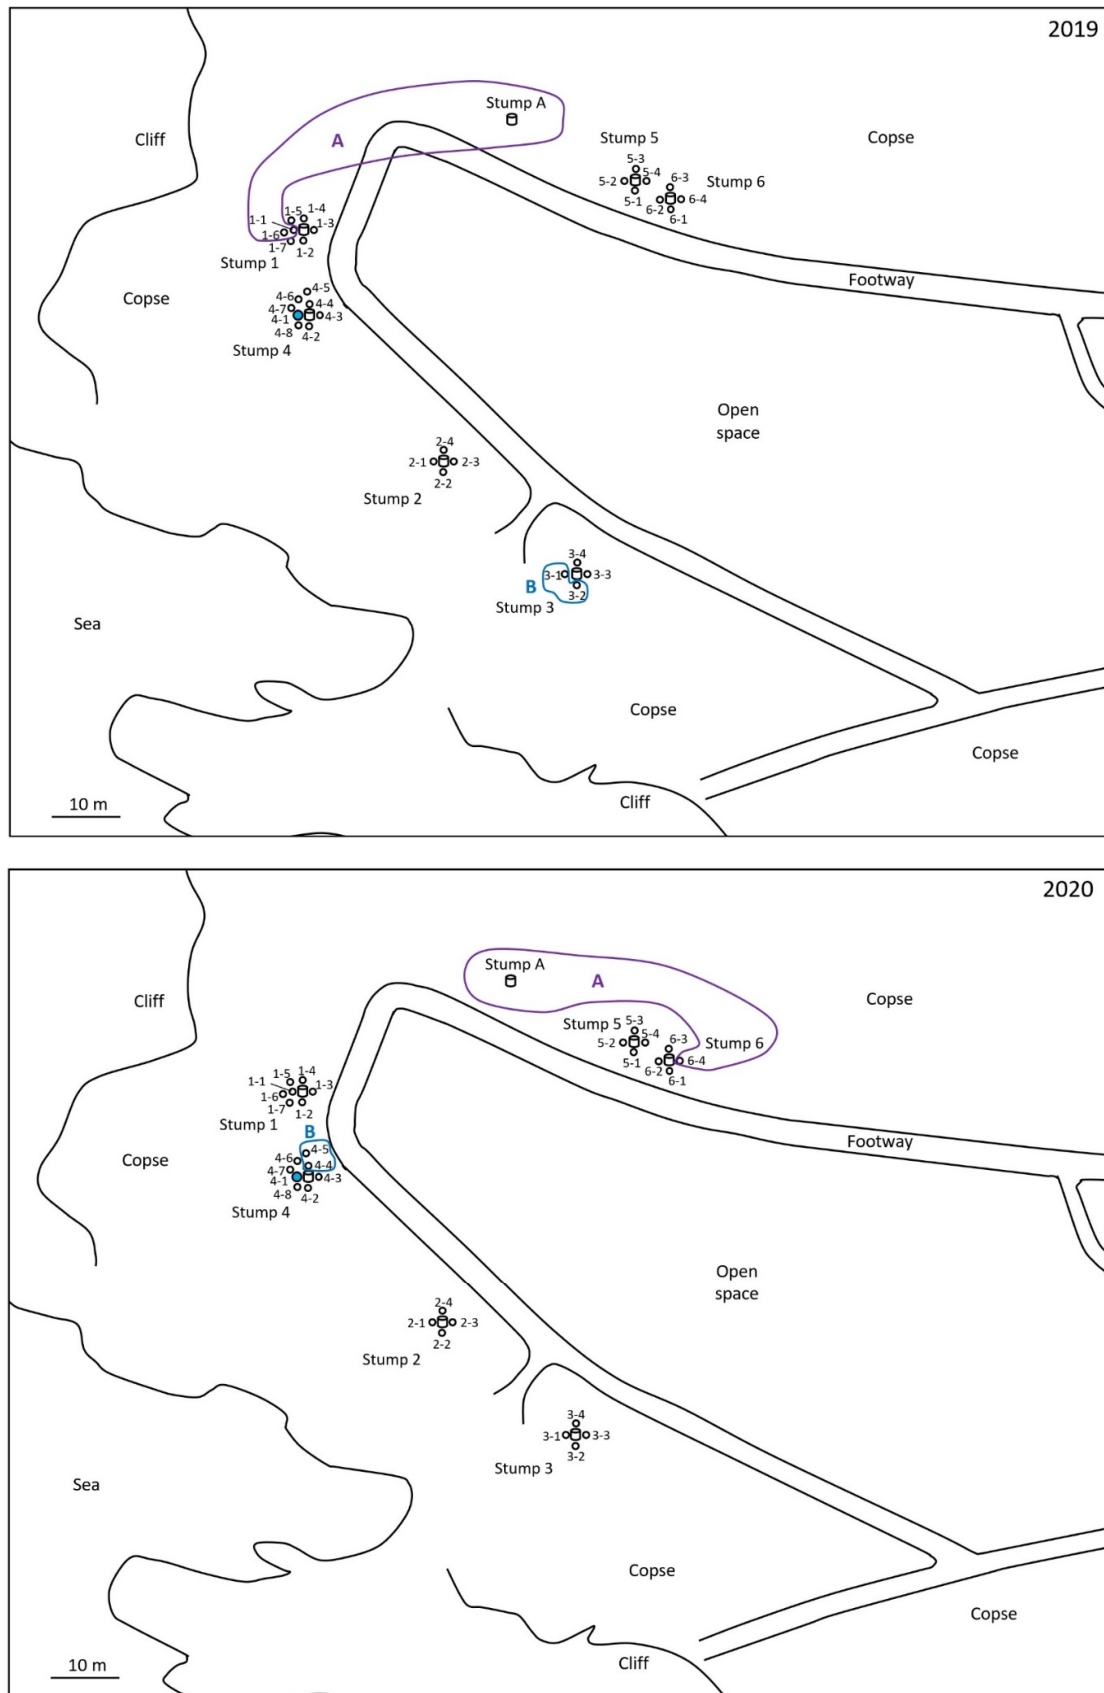 2019
Stump A
Cliff
A
Copse
Stump 5
5-3
5-4
5-2
5-1
6-3
Stump 6
6-4
6-2
6-1
1-5
1-4
1-1
1-3
1-6
1-7
1-2
Stump 1
Footway
Copse
4-5
4-6
4-4
4-7
4-1
4-3
4-8
4-2
Stump 4
Open
space
2-4
2-1
2-3
2-2
Stump 2
3-4
3-1
3-3
B
3-2
Stump 3
Sea
Copse
Copse
10 m
Cliff
2020
Stump A
A
Cliff
Copse
Stump 5
5-3
5-4
5-2
5-1
6-3
Stump 6
6-4
6-2
6-1
1-5
1-4
1-1
1-3
1-6
1-7
1-2
Stump 1
B
Footway
Copse
4-5
4-6
4-4
4-7
4-1
4-3
4-8
4-2
Stump 4
Open
space
2-4
2-1
2-3
2-2
Stump 2
3-4
3-1
3-3
3-2
Stump 3
Sea
Copse
Copse
10 m
Cliff